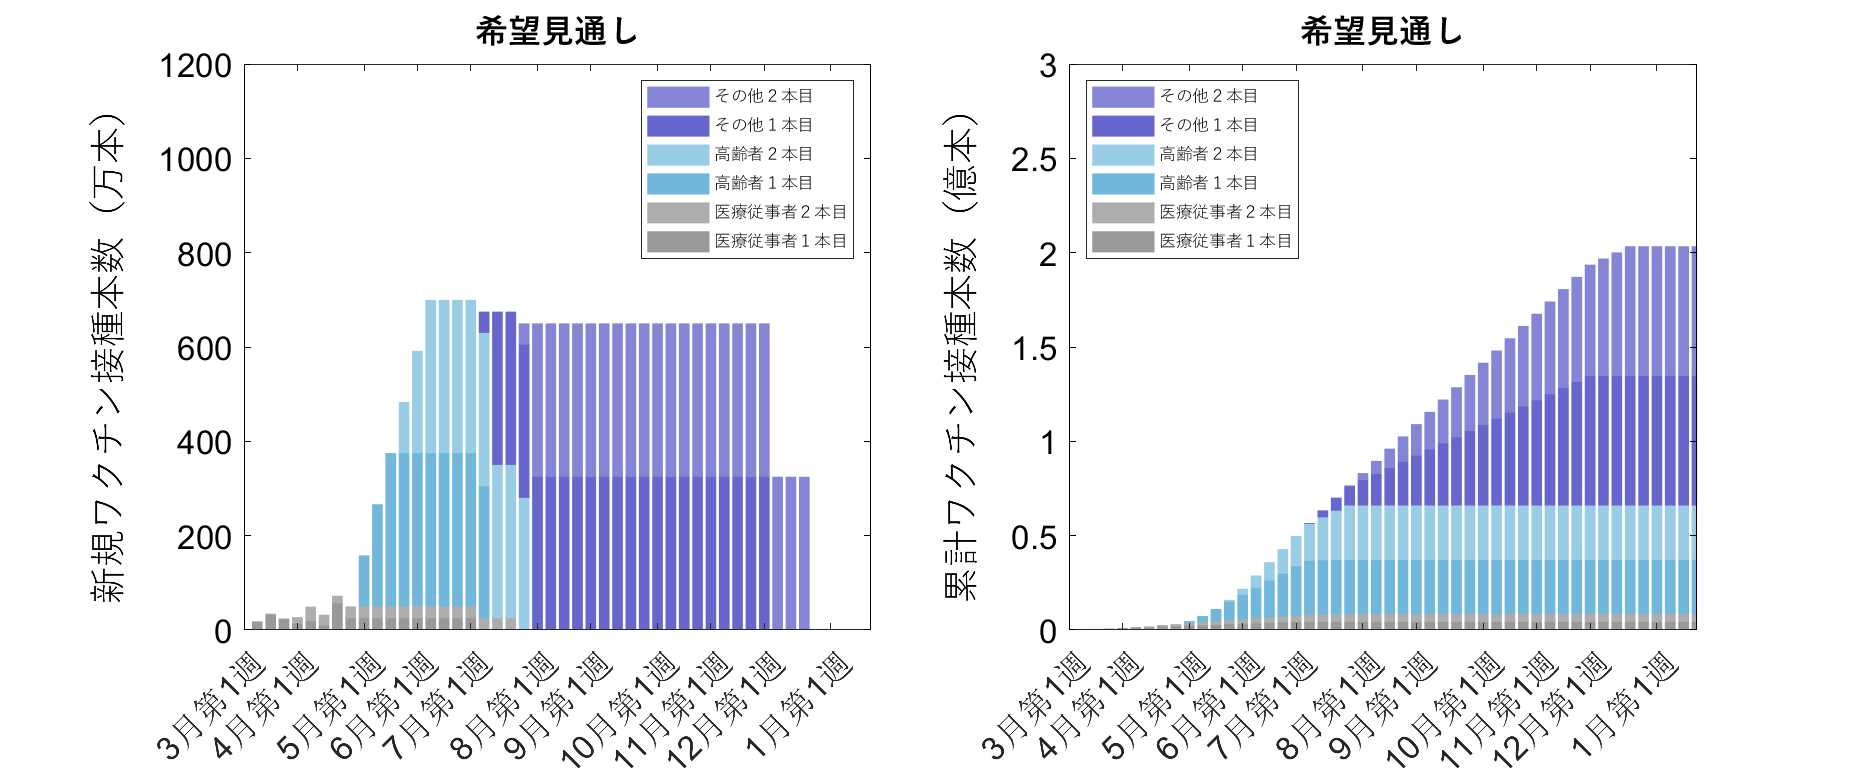 希望見通し
新規ワクチン接種本数（万本）
1200
1000
800
600
400
200
0
その他２本目
その他１本目
高齢者２本目
高齢者１本目
医療従事者２本目
医療従事者１本目
3月第1週
4月第1週
5月第1週
6月第1週
7月第1週
8月第1週
9月第1週
10月第1週
11月第1週
12月第1週
1月第1週
希望見通し
累計ワクチン接種本数（億本）
3
2.5
2
1.5
1
0.5
0
その他２本目
その他１本目
高齢者２本目
高齢者１本目
医療従事者２本目
医療従事者１本目
3月第1週
4月第1週
5月第1週
6月第1週
7月第1週
8月第1週
9月第1週
10月第1週
11月第1週
12月第1週
1月第1週